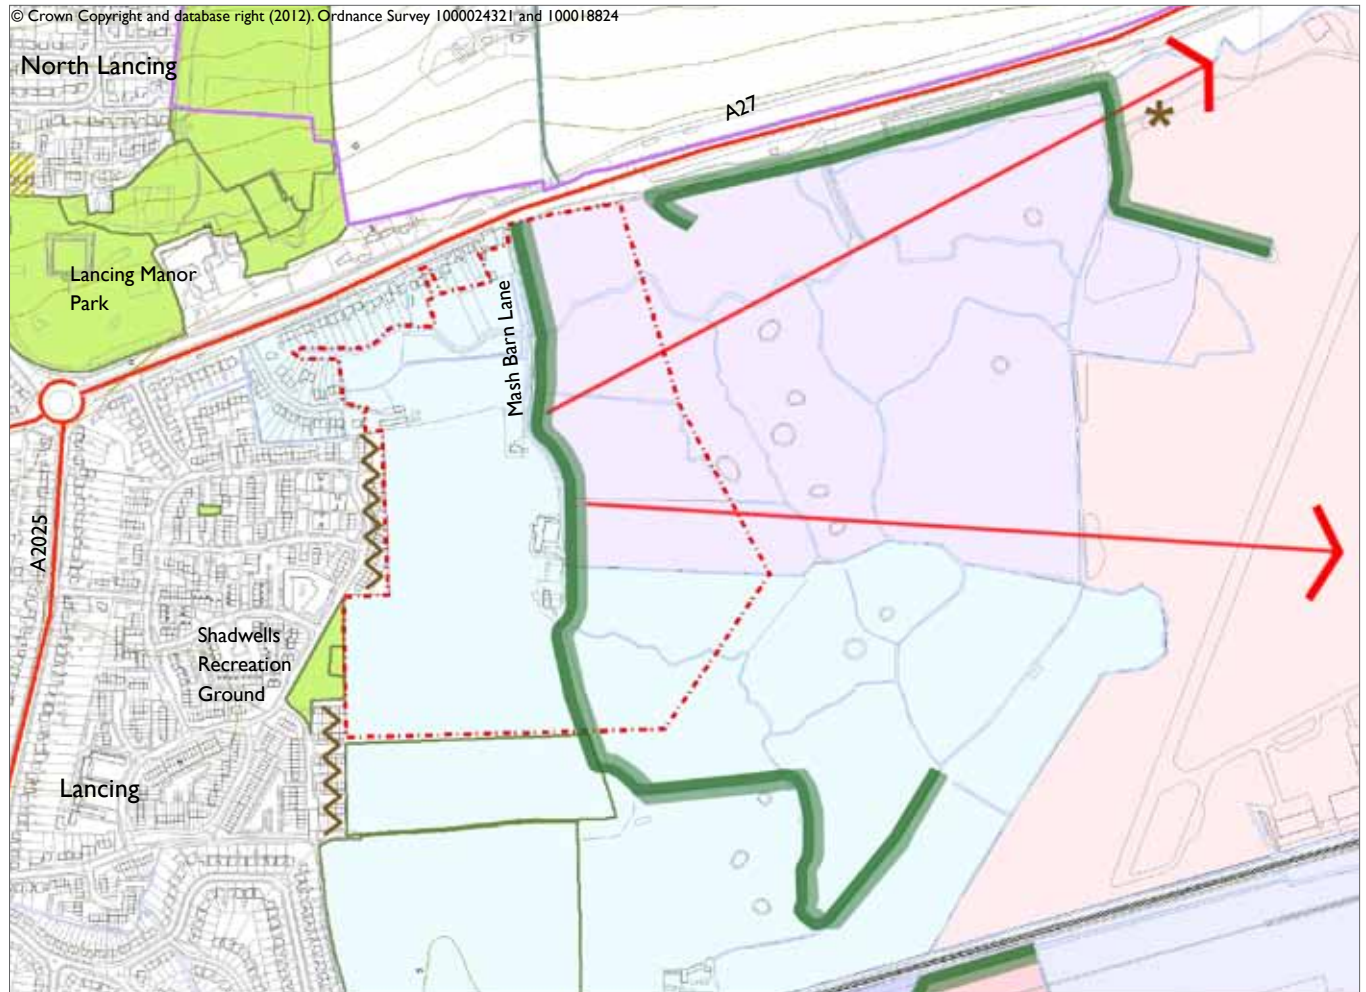 © Crown Copyright and database right (2012). Ordnance Survey 1000024321 and 100018824
North Lancing
A27
Lancing Manor
Park
Mash Barn Lane
A2025
Shadwells
Recreation
Ground
Lancing